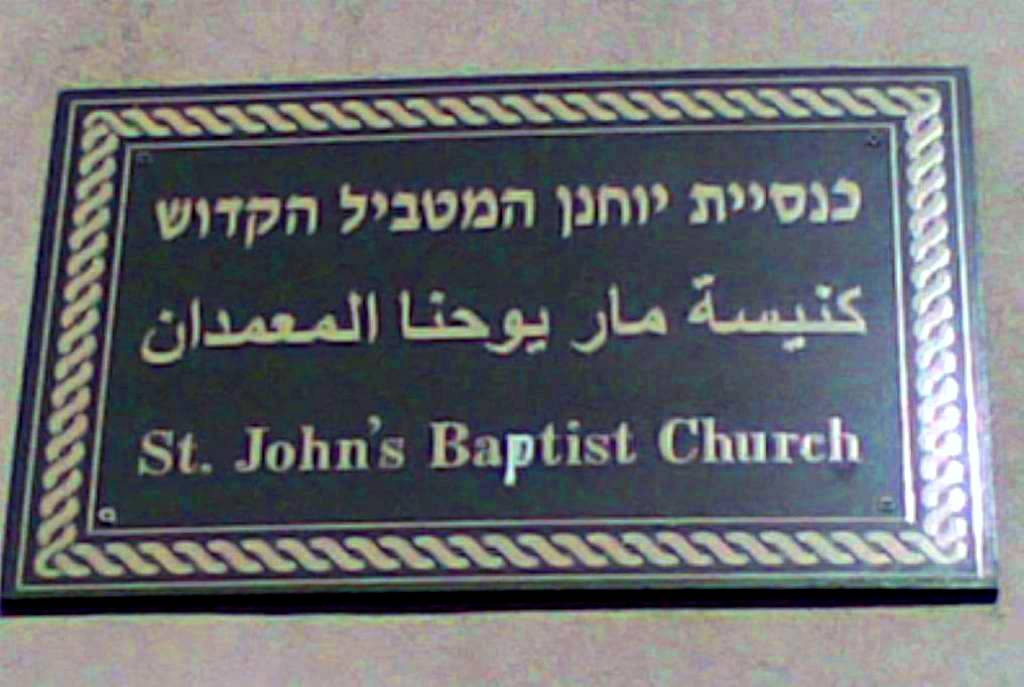 כנסיית יוחנן המטביל הקדוש
كنيسة مار يوحنا المعمدان
St. John's Baptist Church